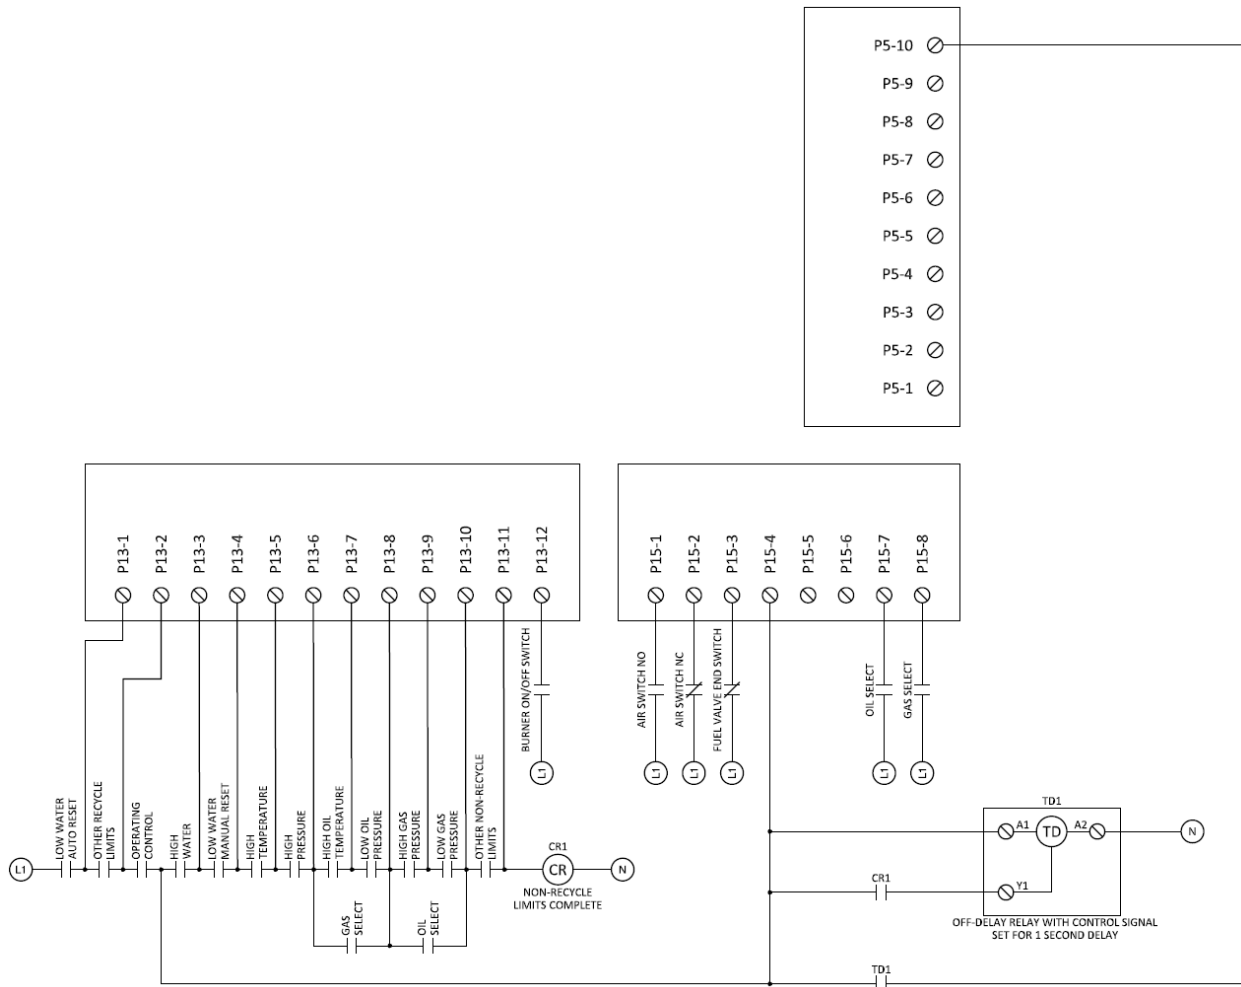 P5-10
P5-9
P5-8
P5-7
P5-6
P5-5
P5-4
P5-3
P5-2
P5-1
P13-1
P13-2
P13-3
P13-4
P13-5
P13-6
P13-7
P13-8
P13-9
P13-10
P13-11
P13-12
P15-1
P15-2
P15-3
P15-4
P15-5
P15-6
P15-7
P15-8
BURNER ON/OFF SWITCH
L1
AIR SWITCH NO
L1
AIR SWITCH NC
L1
FUEL VALVE END SWITCH
L1
OIL SELECT
L1
GAS SELECT
L1
L1
LOW WATER
AUTO RESET
OTHER RECYCLE
LIMITS
OPERATING
CONTROL
HIGH
WATER
LOW WATER
MANUAL RESET
HIGH
TEMPERATURE
HIGH
PRESSURE
HIGH OIL
TEMPERATURE
LOW OIL
PRESSURE
HIGH GAS
PRESSURE
LOW GAS
PRESSURE
OTHER NON-RECYCLE
LIMITS
CR1
CR
N
NON-RECYCLE
LIMITS COMPLETE
GAS
SELECT
OIL
SELECT
TD1
A1
TD
A2
N
CR1
Y1
OFF-DELAY RELAY WITH CONTROL SIGNAL
SET FOR 1 SECOND DELAY
TD1